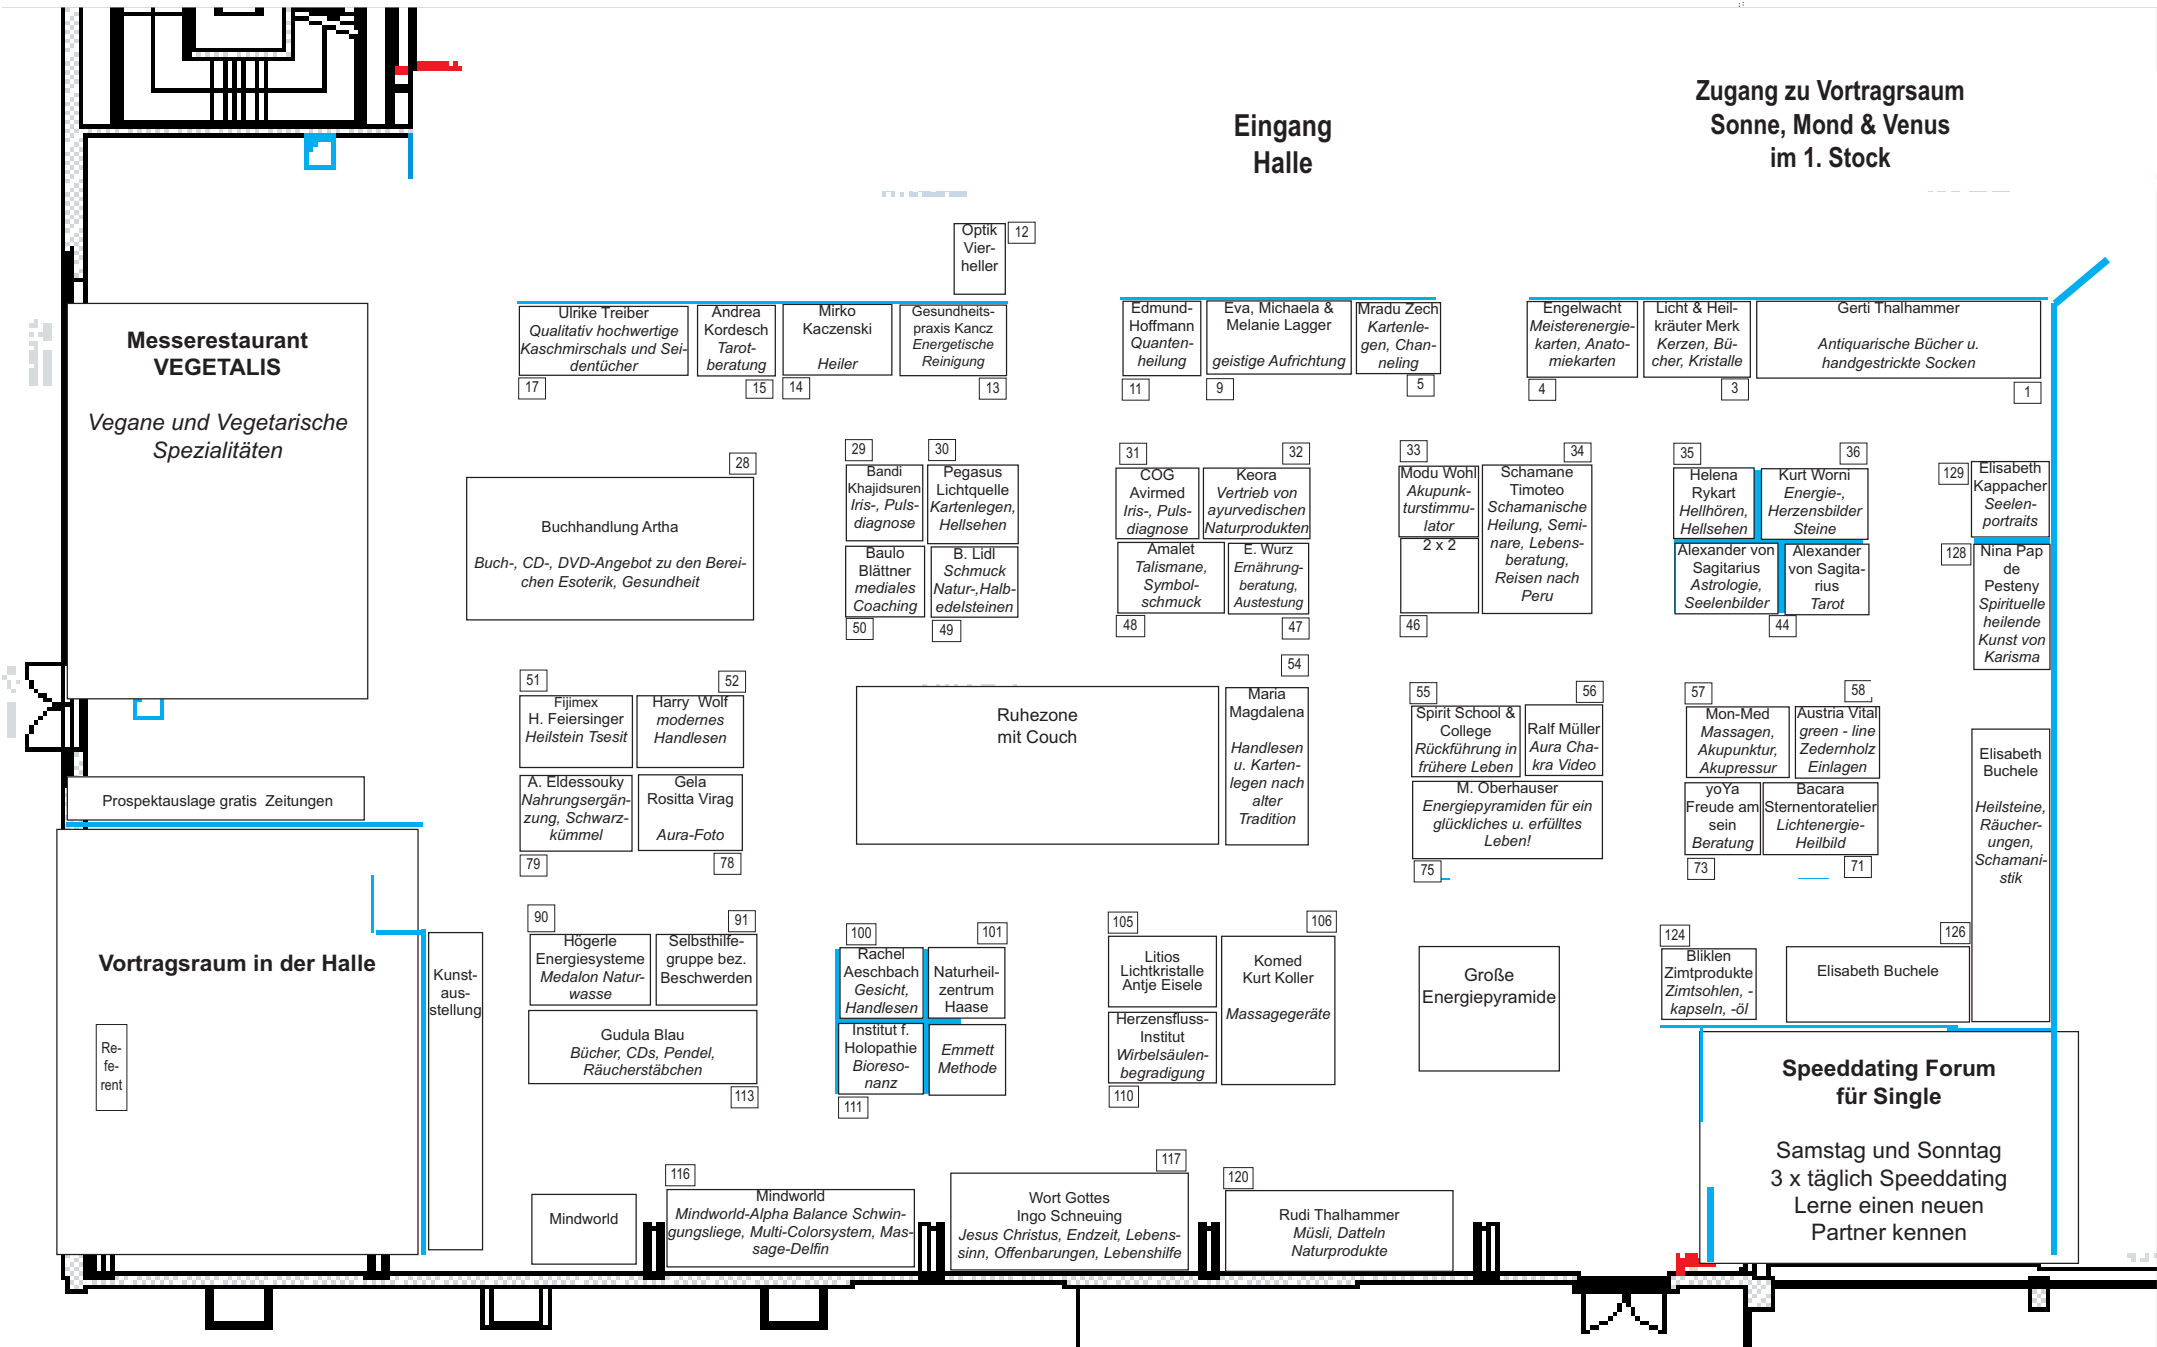 Eingang
Halle
Zugang zu Vortragrsaum
Sonne, Mond & Venus
im 1. Stock
Optik
Vier-
heller
12
Messerestaurant
VEGETALIS
Vegane und Vegetarische
Spezialitäten
Ulrike Treiber
Qualitativ hochwertige
Kaschmirschals und Sei-
dentücher
17
Andrea
Kordesch
Tarot-
beratung
15
Mirko
Kaczenski
Heiler
14
Gesundheits-
praxis Kancz
Energetische
Reinigung
13
Edmund-
Hoffmann
Quanten-
heilung
11
Eva, Michaela &
Melanie Lagger
geistige Aufrichtung
9
Mradu Zech
Kartenle-
gen, Chan-
neling
5
Engelwacht
Meisterenergie-
karten, Anato-
miekarten
4
Licht & Heil-
kräuter Merk
Kerzen, Bü-
cher, Kristalle
3
Gerti Thalhammer
Antiquarische Bücher u.
handgestrickte Socken
1
28
Buchhandlung Artha
Buch-, CD-, DVD-Angebot zu den Berei-
chen Esoterik, Gesundheit
29
Bandi
Khajidsuren
Iris-, Puls-
diagnose
30
Pegasus
Lichtquelle
Kartenlegen,
Hellsehen
Baulo
Blättner
mediales
Coaching
50
B. Lidl
Schmuck
Natur-,Halb-
edelsteinen
49
31
COG
Avirmed
Iris-, Puls-
diagnose
32
Keora
Vertrieb von
ayurvedischen
Naturprodukten
Amalet
Talismane,
Symbol-
schmuck
48
E. Wurz
Ernährung-
beratung,
Austestung
47
33
Modu Wohl
Akupunk-
turstimmu-
lator
2 x 2
46
34
Schamane
Timoteo
Schamanische
Heilung, Semi-
nare, Lebens-
beratung,
Reisen nach
Peru
35
Helena
Rykart
Hellhören,
Hellsehen
36
Kurt Worni
Energie-,
Herzensbilder
Steine
Alexander von
Sagitarius
Astrologie,
Seelenbilder
Alexander
von Sagita-
rius
Tarot
44
129
Elisabeth
Kappacher
Seelen-
portraits
128
Nina Pap
de
Pesteny
Spirituelle
heilende
Kunst von
Karisma
51
Fijimex
H. Feiersinger
Heilstein Tsesit
52
Harry  Wolf
modernes
Handlesen
A. Eldessouky
Nahrungsergän-
zung, Schwarz-
kümmel
79
Gela
Rositta Virag
Aura-Foto
78
Ruhezone
mit Couch
54
Maria
Magdalena
Handlesen
u. Karten-
legen nach
alter
Tradition
55
Spirit School &
College
Rückführung in
frühere Leben
56
Ralf Müller
Aura Cha-
kra Video
M. Oberhauser
Energiepyramiden für ein
glückliches u. erfülltes
Leben!
75
57
Mon-Med
Massagen,
Akupunktur,
Akupressur
58
Austria Vital
green - line
Zedernholz
Einlagen
yoYa
Freude am
sein
Beratung
73
Bacara
Sternentoratelier
Lichtenergie-
Heilbild
71
Elisabeth
Buchele
Heilsteine,
Räucher-
ungen,
Schamani-
stik
Prospektauslage gratis  Zeitungen
Vortragsraum in der Halle
Re-
fe-
rent
Kunst-
aus-
stellung
90
Högerle
Energiesysteme
Medalon Natur-
wasse
91
Selbsthilfe-
gruppe bez.
Beschwerden
Gudula Blau
Bücher, CDs, Pendel,
Räucherstäbchen
113
100
Rachel
Aeschbach
Gesicht,
Handlesen
101
Naturheil-
zentrum
Haase
Institut f.
Holopathie
Bioreso-
nanz
111
Emmett
Methode
105
Litios
Lichtkristalle
Antje Eisele
106
Komed
Kurt Koller
Massagegeräte
Herzensfluss-
Institut
Wirbelsäulen-
begradigung
110
Große
Energiepyramide
124
Bliklen
Zimtprodukte
Zimtsohlen, -
kapseln, -öl
126
Elisabeth Buchele
Speeddating Forum
für Single
Samstag und Sonntag
3 x täglich Speeddating
Lerne einen neuen
Partner kennen
Mindworld
116
Mindworld
Mindworld-Alpha Balance Schwin-
gungsliege, Multi-Colorsystem, Mas-
sage-Delfin
117
Wort Gottes
Ingo Schneuing
Jesus Christus, Endzeit, Lebens-
sinn, Offenbarungen, Lebenshilfe
120
Rudi Thalhammer
Müsli, Datteln
Naturprodukte